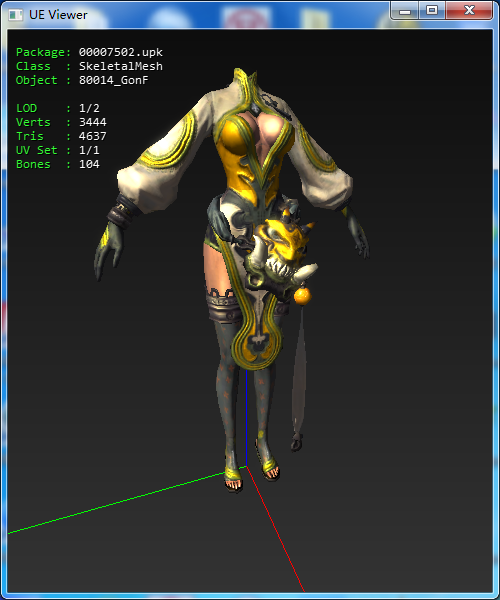 UE Viewer
Package: 00007502.upk
Class  : SkeletalMesh
Object : 80014_GonF
LOD    : 1/2
Verts  : 3444
Tris   : 4637
UV Set : 1/1
Bones  : 104